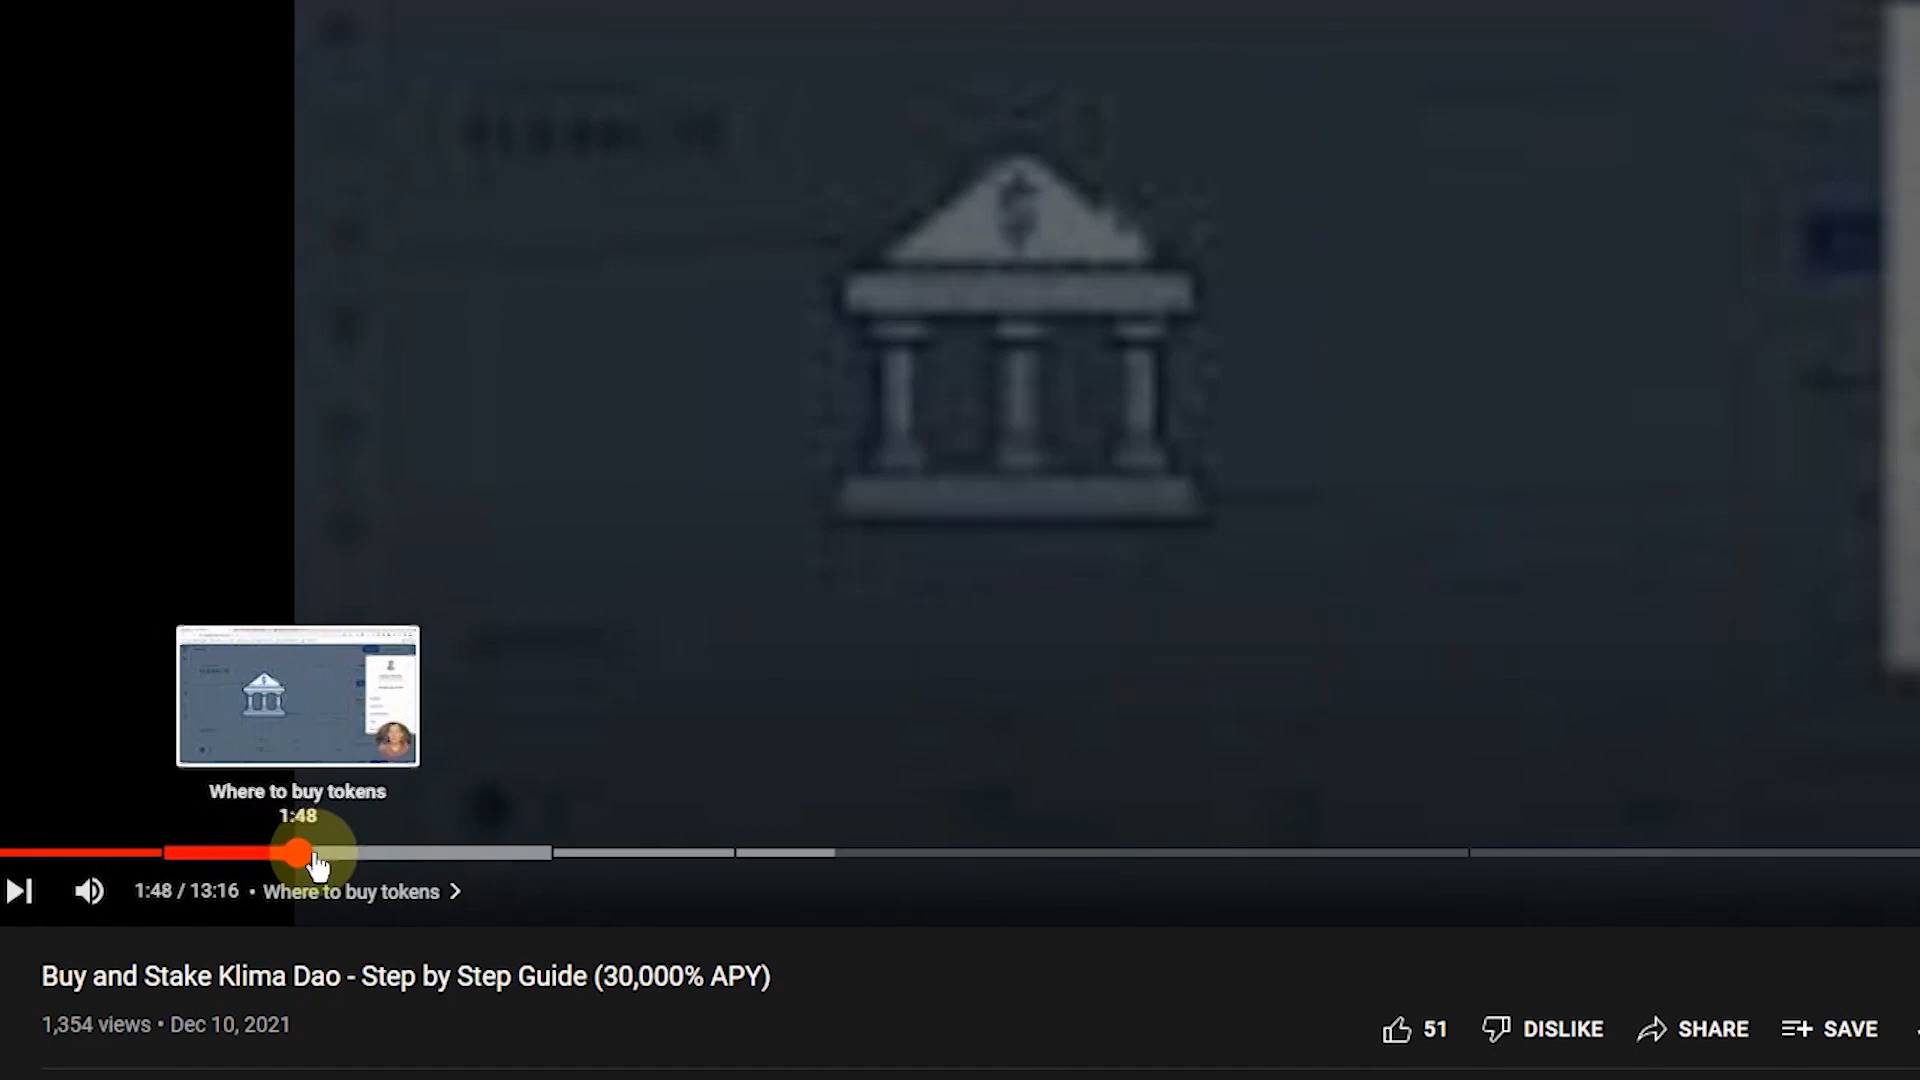 $
Where to buy tokens
1:48
1:48 / 13:16 • Where to buy tokens
Buy and Stake Klima Dao - Step by Step Guide (30,000% APY)
1,354 views • Dec 10, 2021
51
DISLIKE
SHARE
SAVE